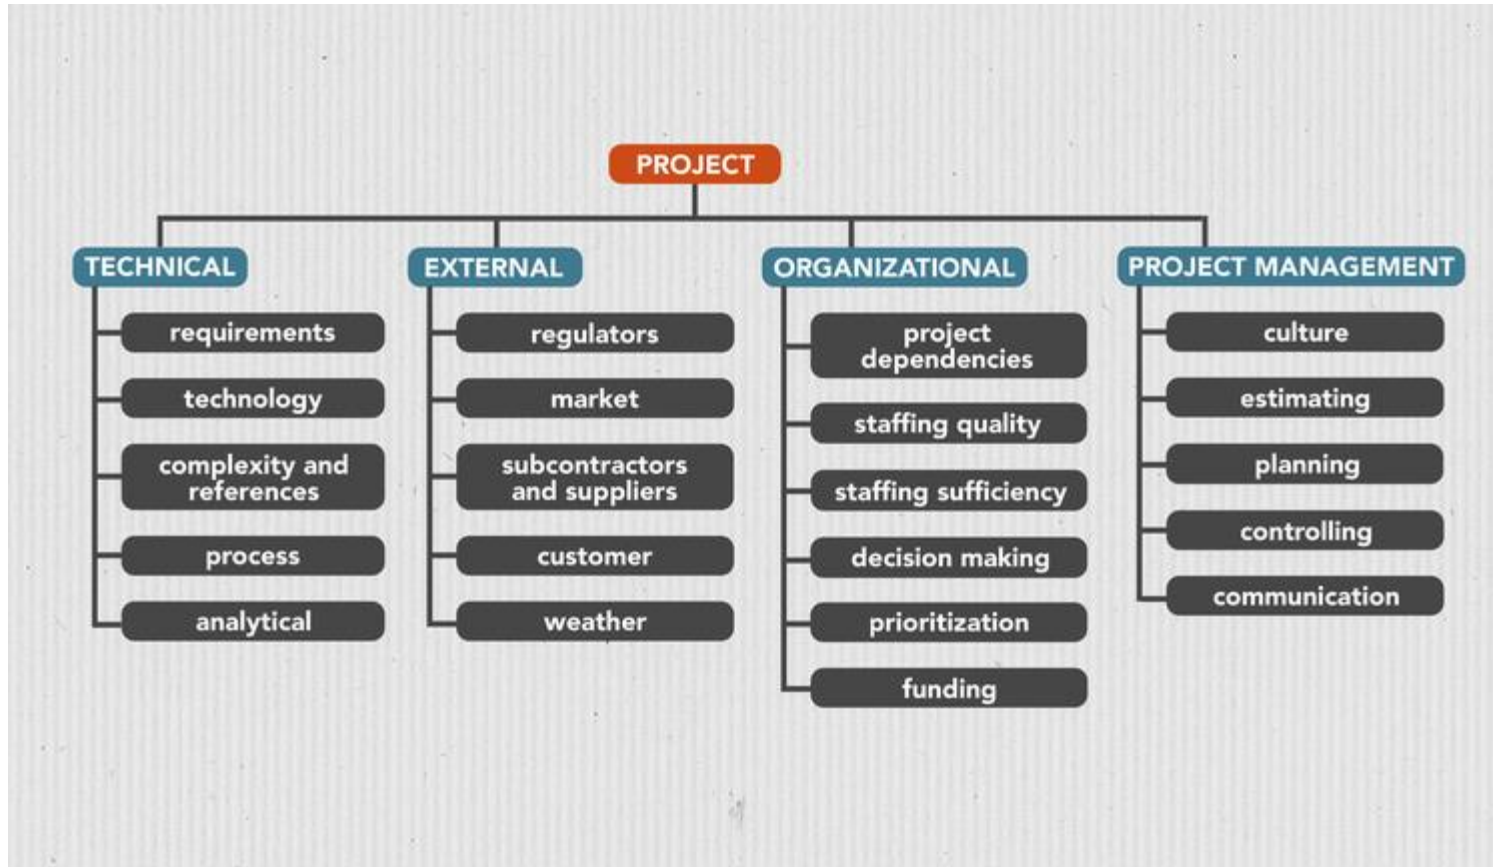 PROJECT
TECHNICAL
requirements
technology
complexity and
references
process
analytical
EXTERNAL
regulators
market
subcontractors
and suppliers
customer
weather
ORGANIZATIONAL
project
dependencies
staffing quality
staffing sufficiency
decision making
prioritization
funding
PROJECT MANAGEMENT
culture
estimating
planning
controlling
communication